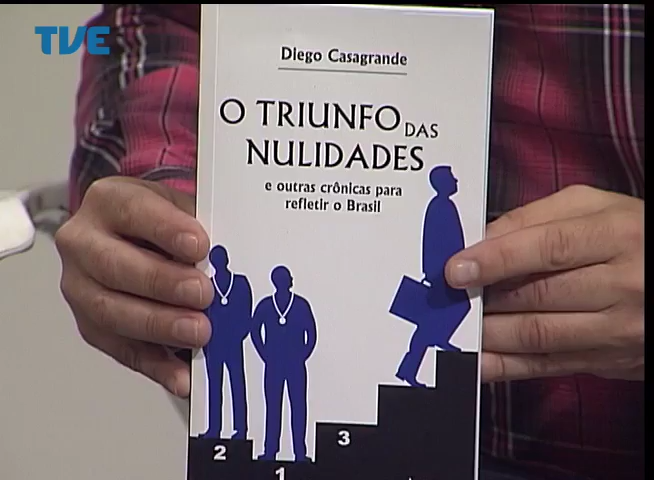 TVE
Diego Casagrande
O TRIUNFO DAS
NULIDADES
e outras crônicas para
refletir o Brasil
2
1
3